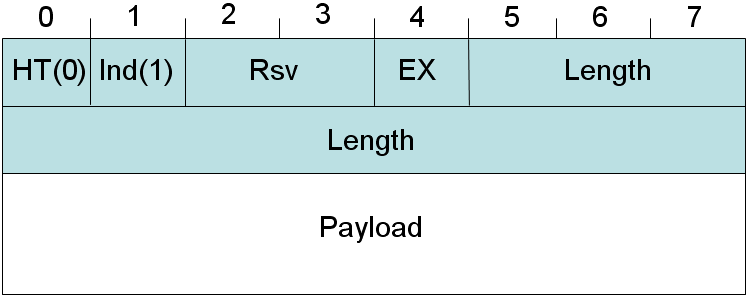 0 1 2 3 4 5 6 7
HT(0) Ind(1) Rsv EX Length
Length
Payload